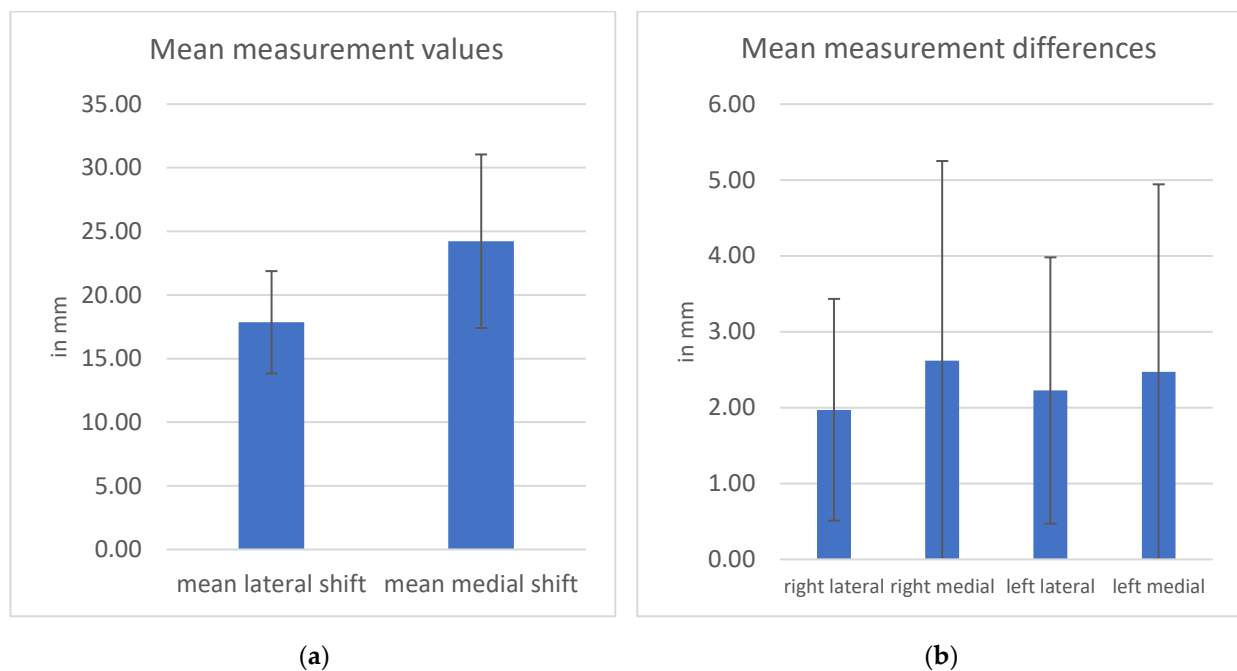 Mean measurement values
35.00
30.00
25.00
20.00
15.00
10.00
5.00
0.00
in mm
mean lateral shift mean medial shift
(a)
Mean measurement differences
6.00
5.00
4.00
3.00
2.00
1.00
0.00
in mm
right lateral right medial left lateral left medial
(b)